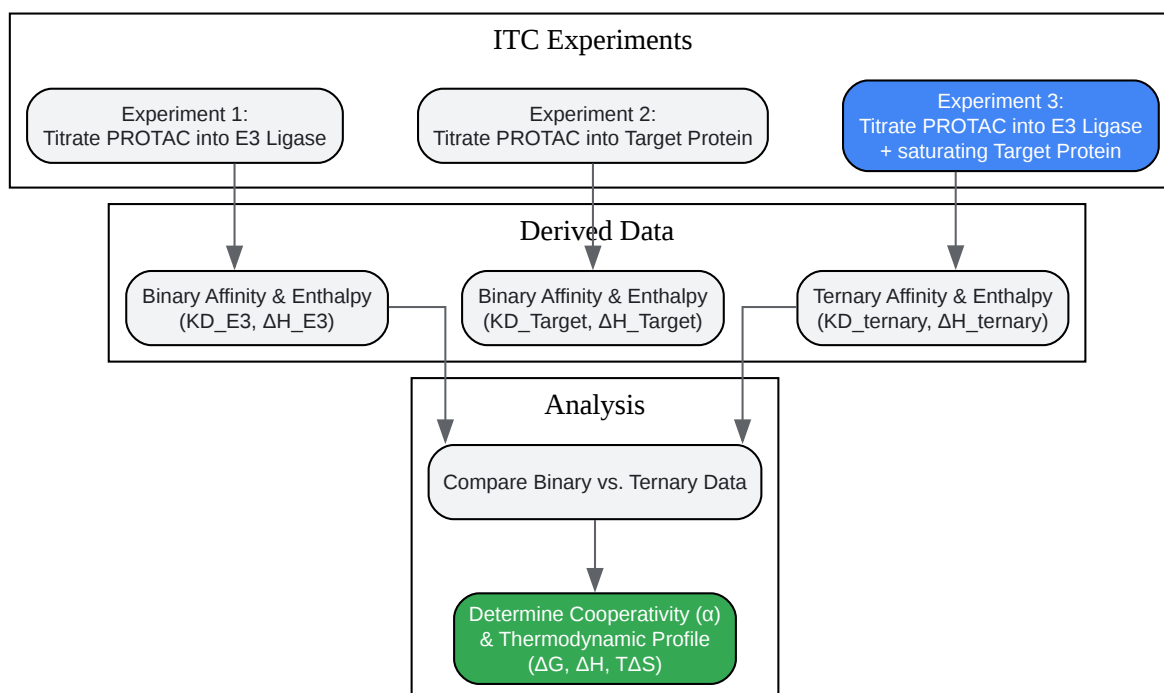 ITC Experiments
Experiment 1:
Titrate PROTAC into E3 Ligase
Experiment 2:
Titrate PROTAC into Target Protein
Experiment 3:
Titrate PROTAC into E3 Ligase
+ saturating Target Protein
Derived Data
Binary Affinity & Enthalpy
(KD_E3, ΔH_E3)
Binary Affinity & Enthalpy
(KD_Target, ΔH_Target)
Ternary Affinity & Enthalpy
(KD_ternary, ΔH_ternary)
Analysis
Compare Binary vs. Ternary Data
Determine Cooperativity (α)
& Thermodynamic Profile
(ΔG, ΔH, TΔS)